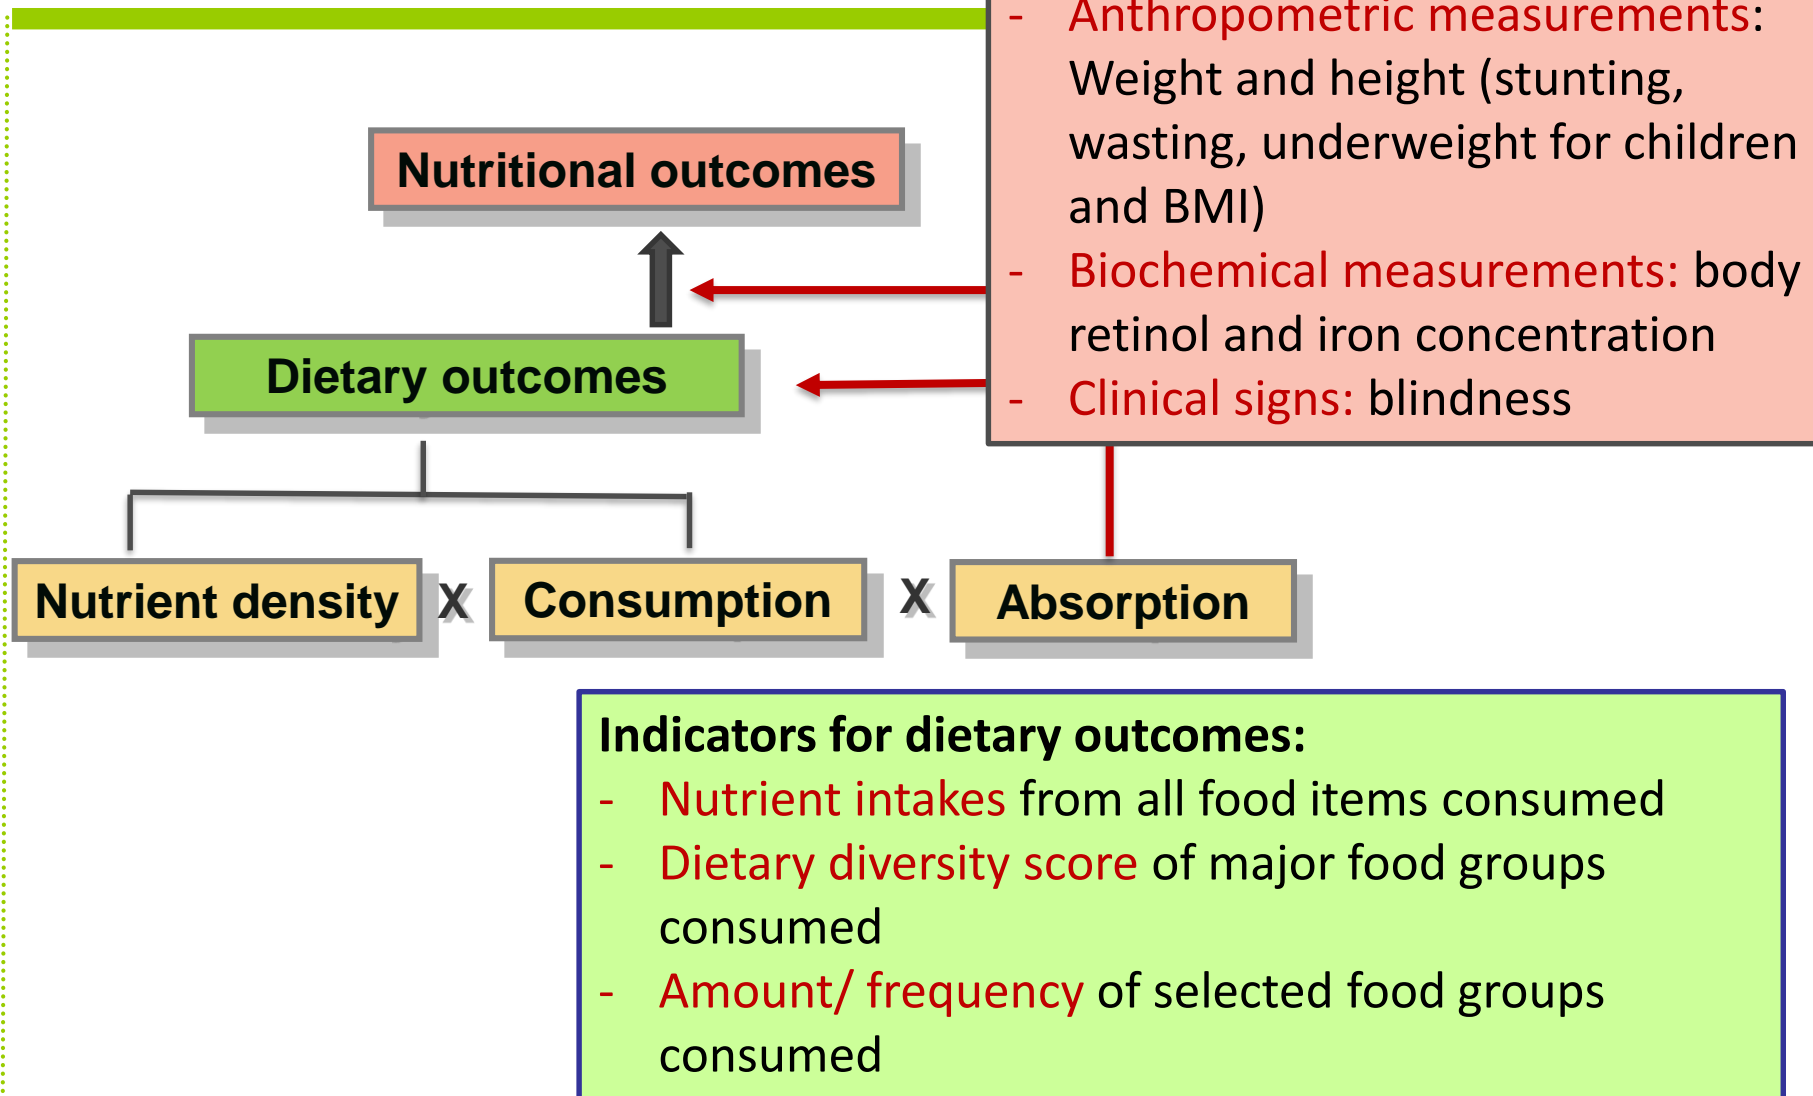 - Anthropometric measurements:
Weight and height (stunting,
wasting, underweight for children
and BMI)
- Biochemical measurements: body
retinol and iron concentration
- Clinical signs: blindness
Nutritional outcomes
Dietary outcomes
Nutrient density X Consumption X Absorption
Indicators for dietary outcomes:
- Nutrient intakes from all food items consumed
- Dietary diversity score of major food groups
consumed
- Amount/ frequency of selected food groups
consumed